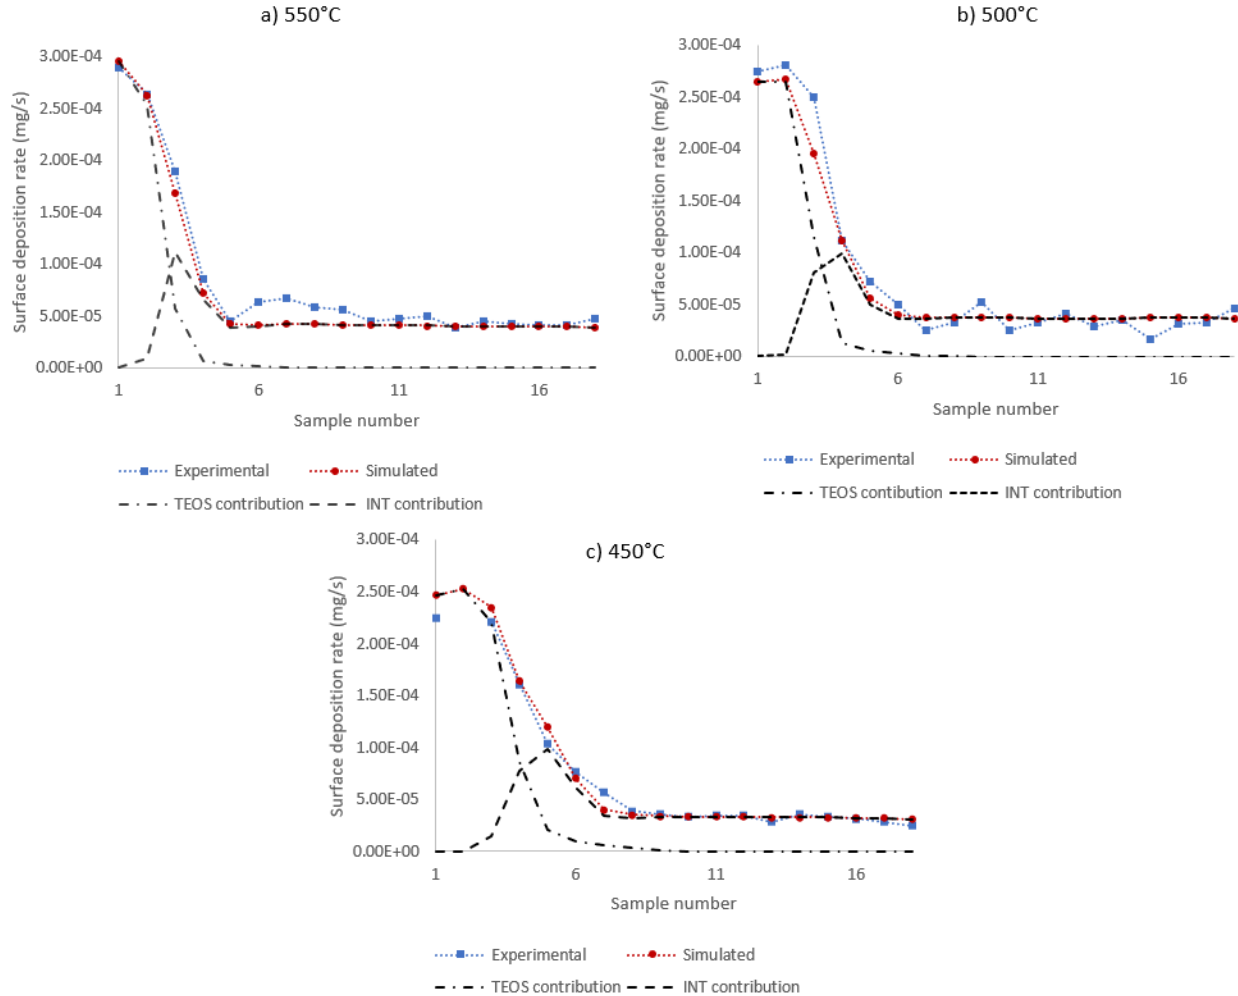 a) 550°C
Surface deposition rate (mg/s)
3.00E-04
2.50E-04
2.00E-04
1.50E-04
1.00E-04
5.00E-05
0.00E+00
1 6 11 16
Sample number
Experimental Simulated
TEOS contribution INT contribution
b) 500°C
Surface deposition rate (mg/s)
3.00E-04
2.50E-04
2.00E-04
1.50E-04
1.00E-04
5.00E-05
0.00E+00
1 6 11 16
Sample number
Experimental Simulated
TEOS contibution INT contribution
c) 450°C
Surface deposition rate (mg/s)
3.00E-04
2.50E-04
2.00E-04
1.50E-04
1.00E-04
5.00E-05
0.00E+00
1 6 11 16
Sample number
Experimental Simulated
TEOS contribution INT contribution